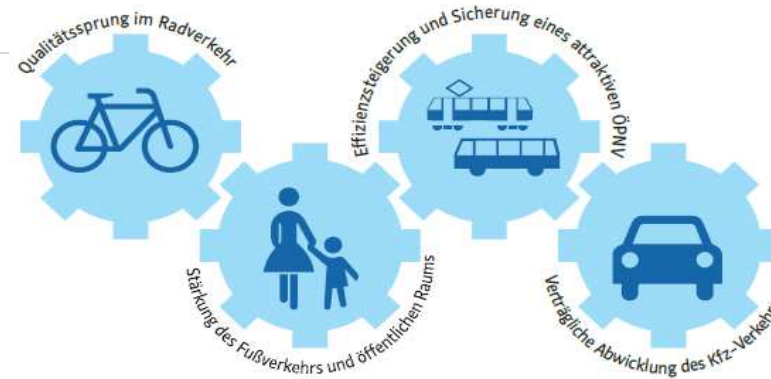 Qualitätssprung im Radverkehr
Stärkung des Fußverkehrs und öffentlichen Raums
Effizienzsteigerung und Sicherung eines attraktiven ÖPNV
Verträgliche Abwicklung des Kfz-Verkehrs